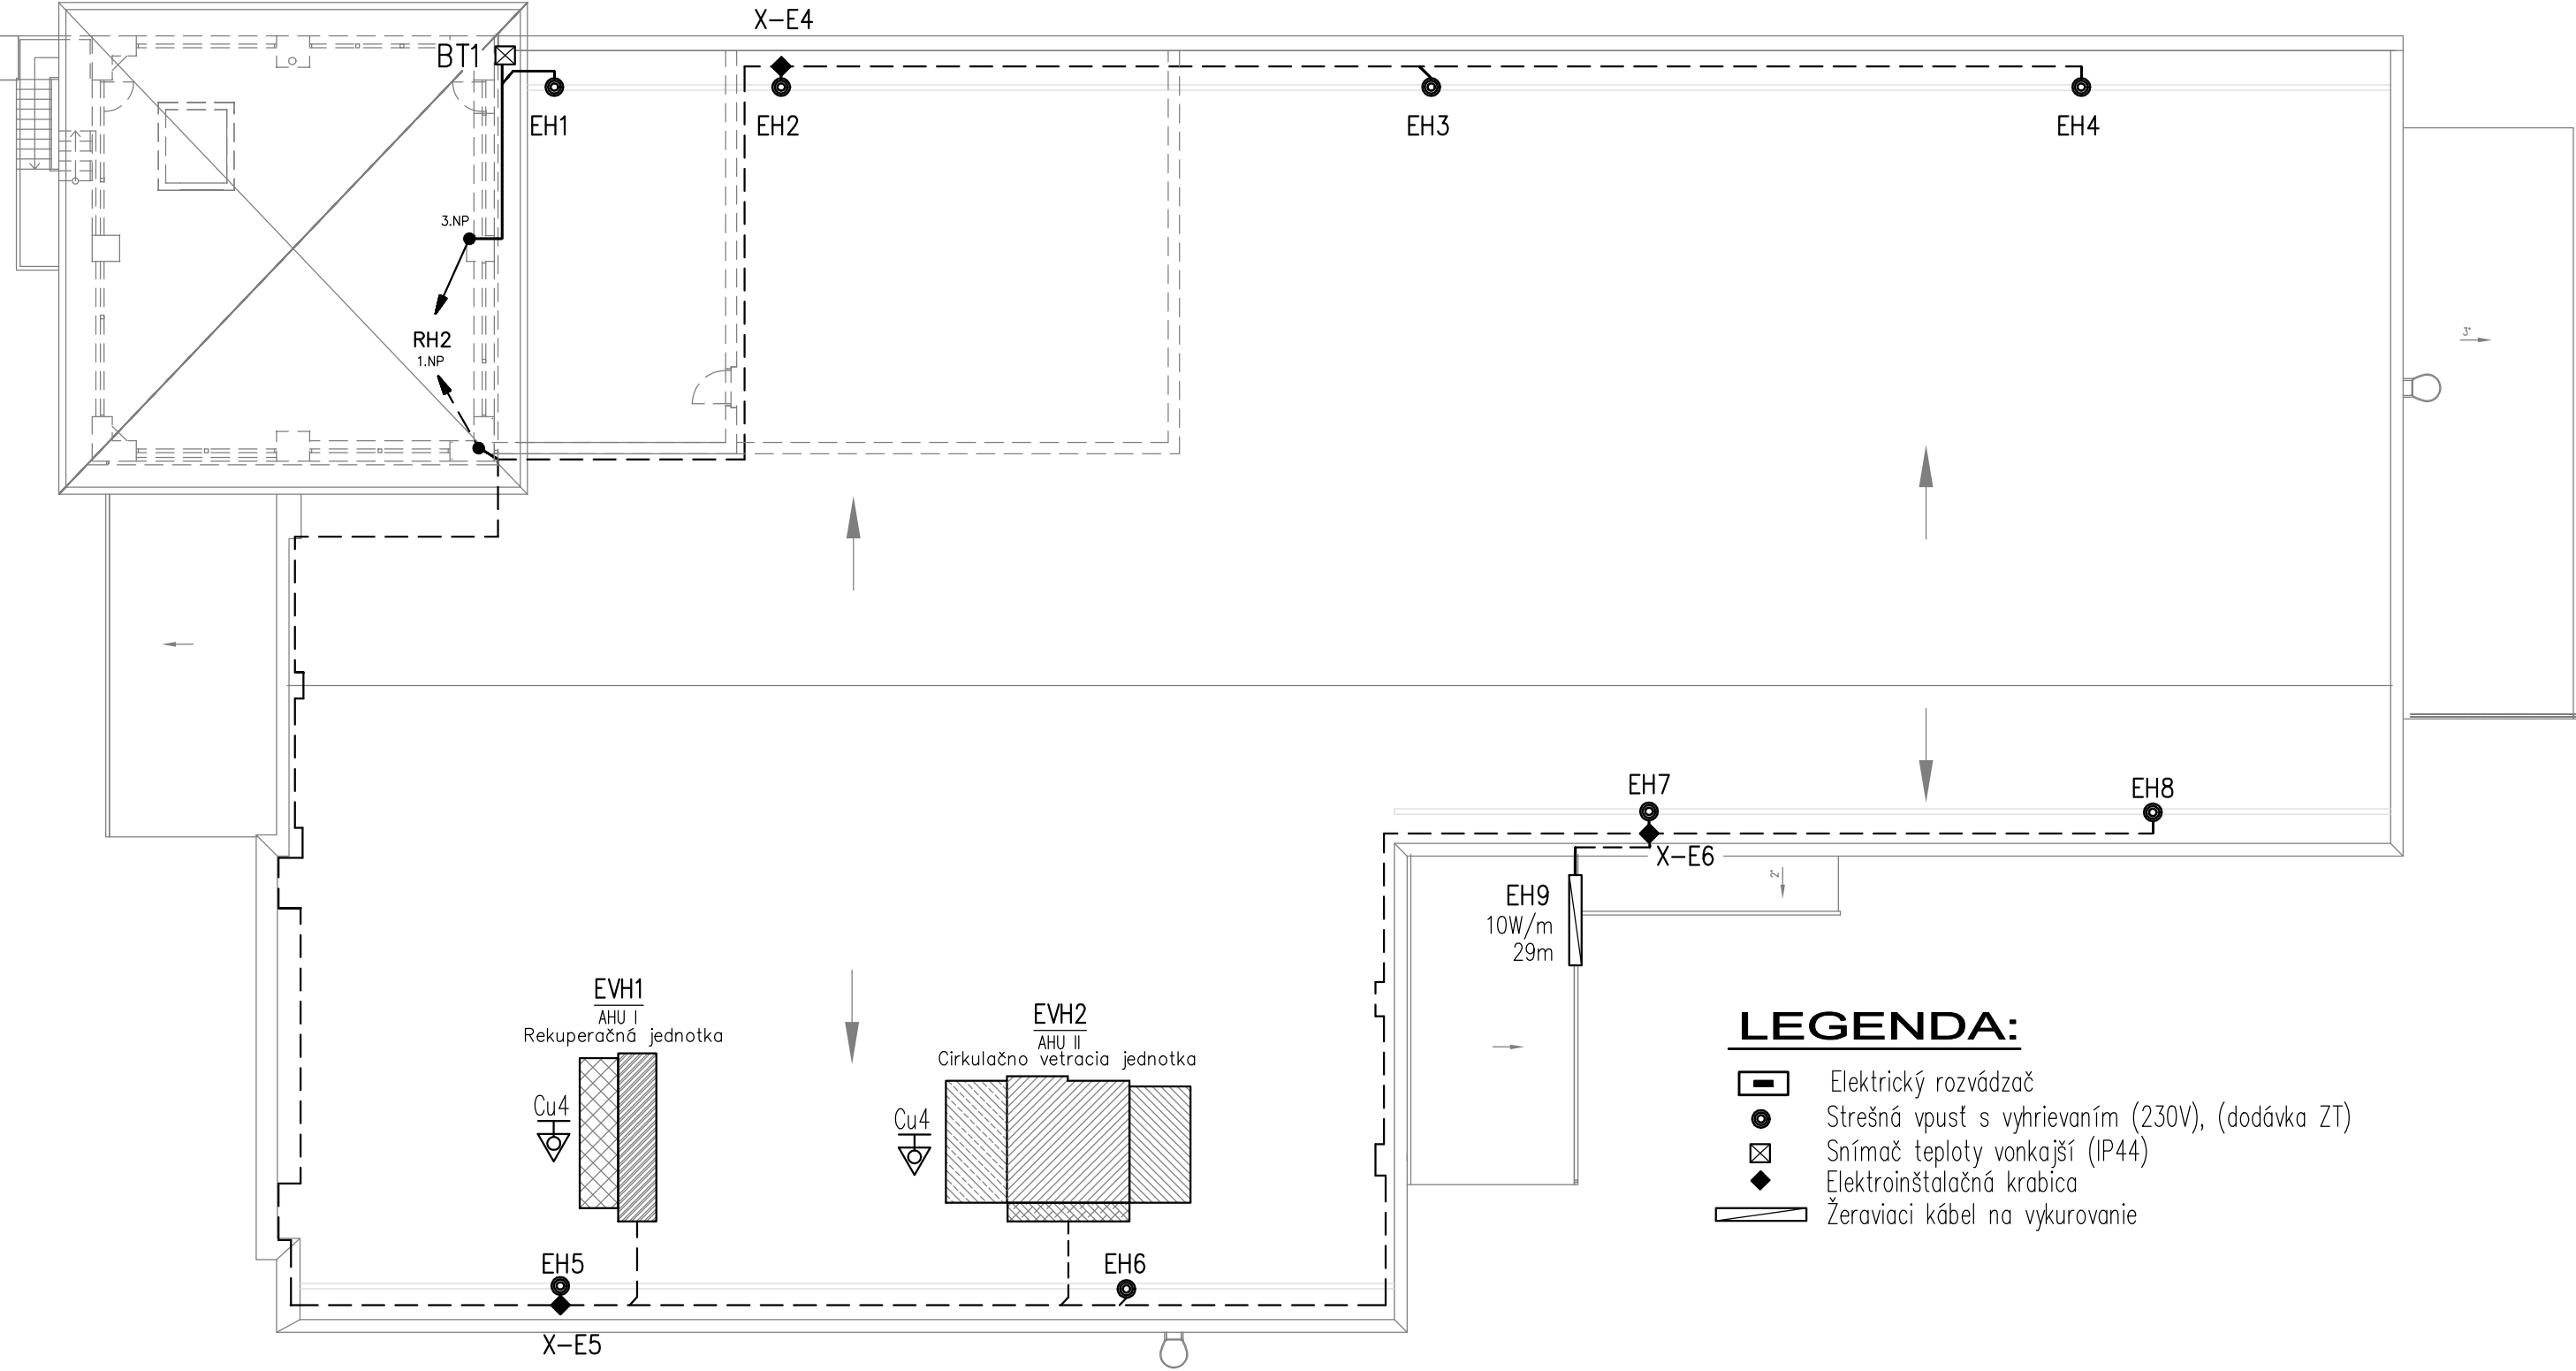 X-E4
BT1
EH1
EH2
EH3
EH4
3.NP
RH2
1.NP
3°
EH7
EH8
X-E6
2°
EH9
10W/m
29m
EVH1
AHU I
Rekuperačná jednotka
Cu4
EVH2
AHU II
Cirkulačno vetracia jednotka
Cu4
EH5
EH6
X-E5
LEGENDA:
Elektrický rozvádzač
Strešná vpusť s vyhrievaním (230V), (dodávka ZT)
Snímač teploty vonkajší (IP44)
Elektroinštalačná krabica
Žeraviaci kábel na vykurovanie